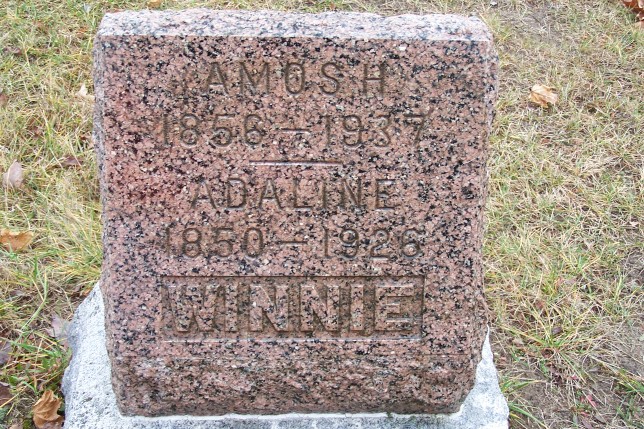 AMOS H.
1856–1937
ADALINE
1850–1926
WINNIE